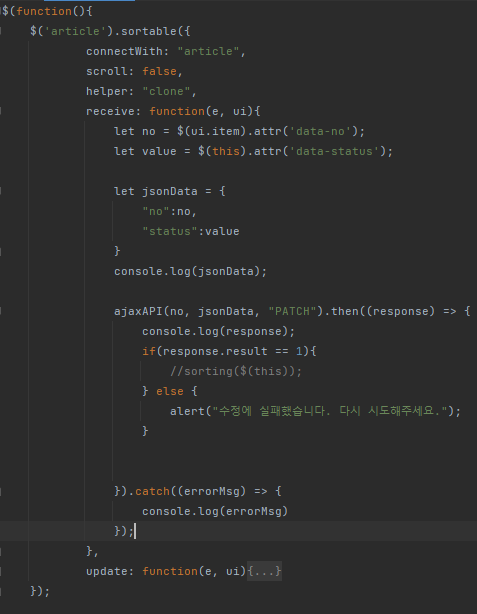 $(function(){
    $('article').sortable({
            connectWith: "article",
            scroll: false,
            helper: "clone",
            receive: function(e, ui){
                let no = $(ui.item).attr('data-no');
                let value = $(this).attr('data-status');

                let jsonData = {
                    "no":no,
                    "status":value
                }
                console.log(jsonData);

                ajaxAPI(no, jsonData, "PATCH").then((response) => {
                    console.log(response);
                    if(response.result == 1){
                        //sorting($(this));
                    } else {
                        alert("수정에 실패했습니다. 다시 시도해주세요.");
                    }


                }).catch((errorMsg) => {
                    console.log(errorMsg)
                });
            },
            update: function(e, ui){...}
    });